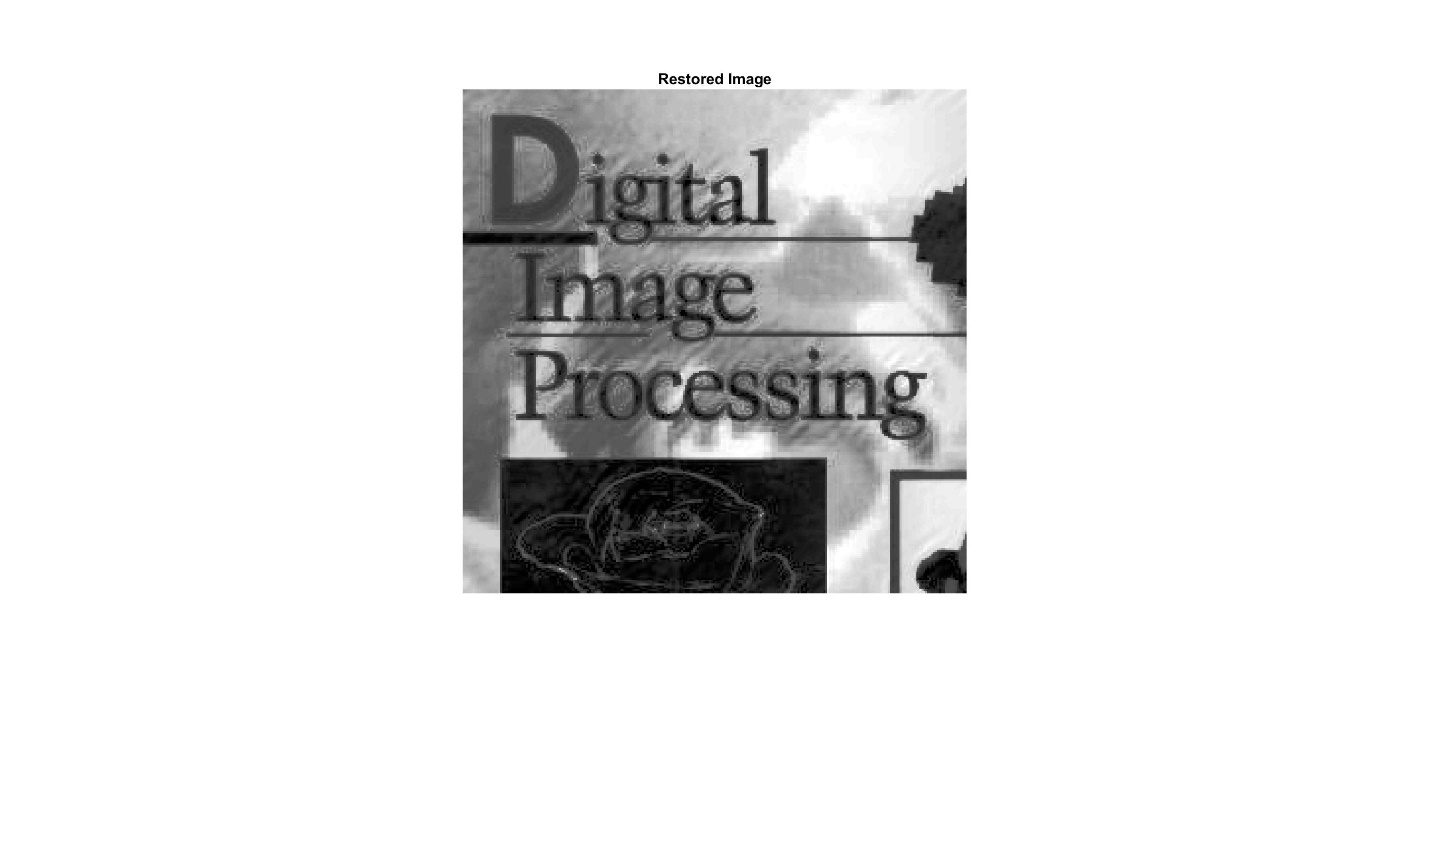 Restored Image
Digital
Image
Processing